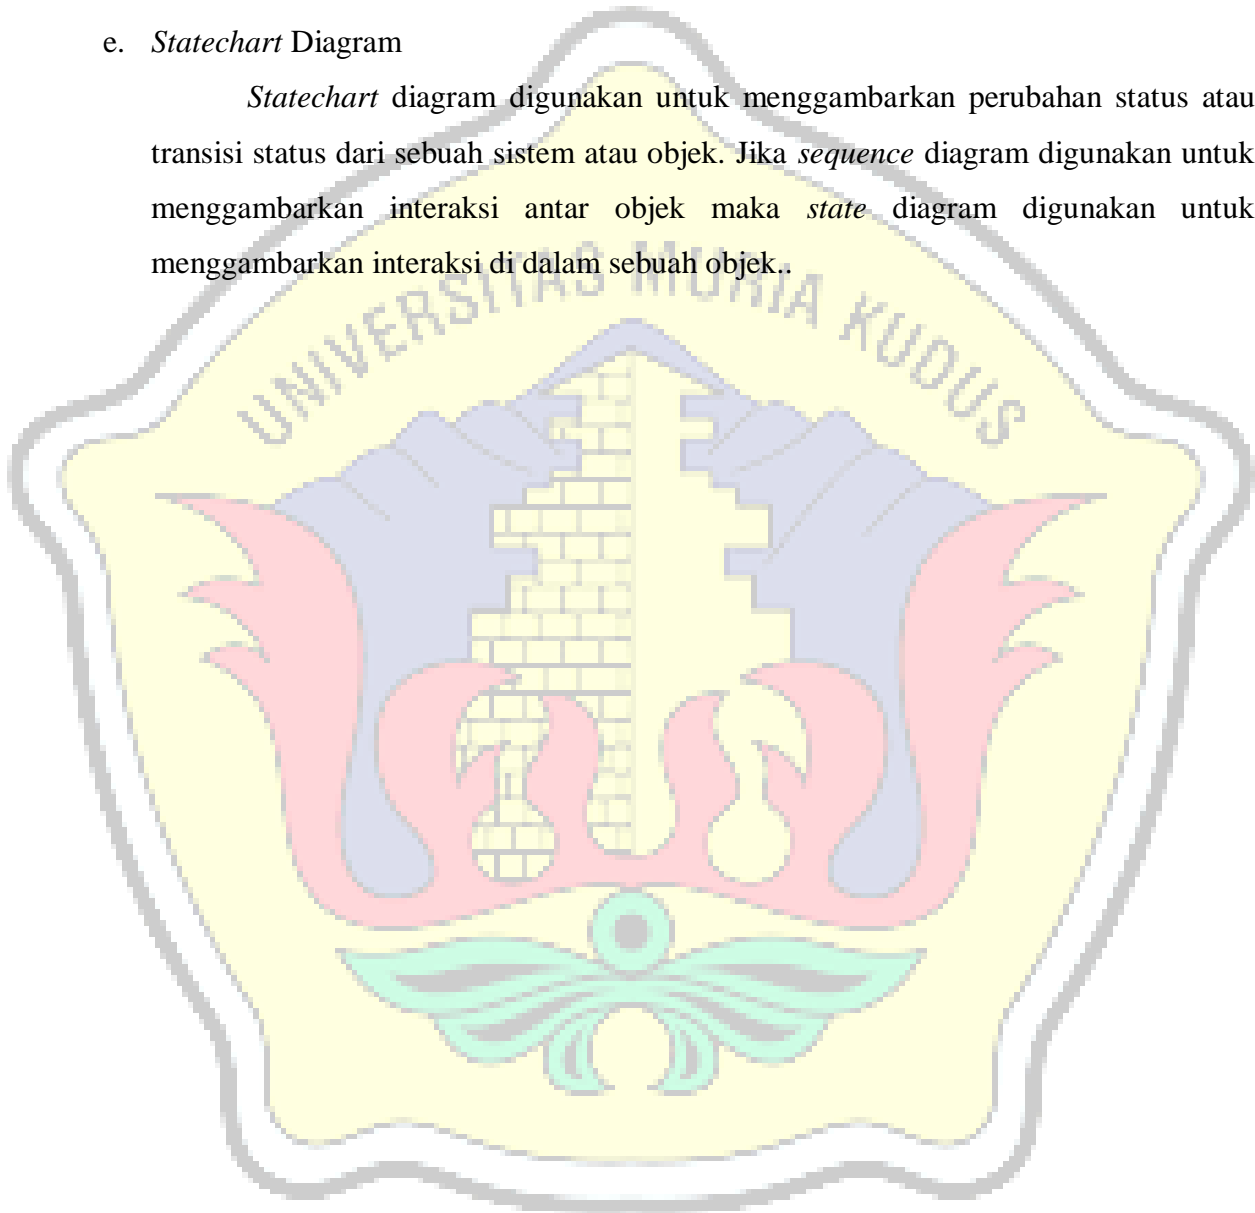 e. Statechart Diagram
Statechart diagram digunakan untuk menggambarkan perubahan status atau
transisi status dari sebuah sistem atau objek. Jika sequence diagram digunakan untuk
menggambarkan interaksi antar objek maka state diagram digunakan untuk
menggambarkan interaksi di dalam sebuah objek..
UNIVERSITAS MURIA KUDUS